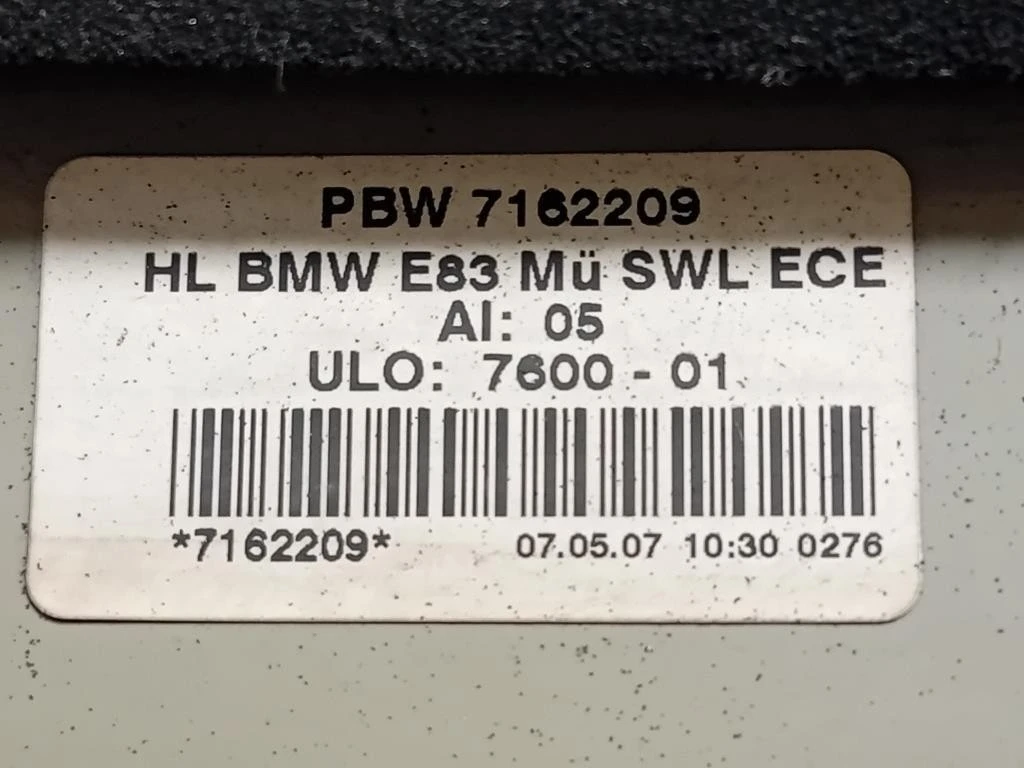 PBW 7162209
HL BMW E83 Mü SWL ECE
AI: 05
ULO: 7600 - 01
*7162209* 07.05.07 10:30 0276